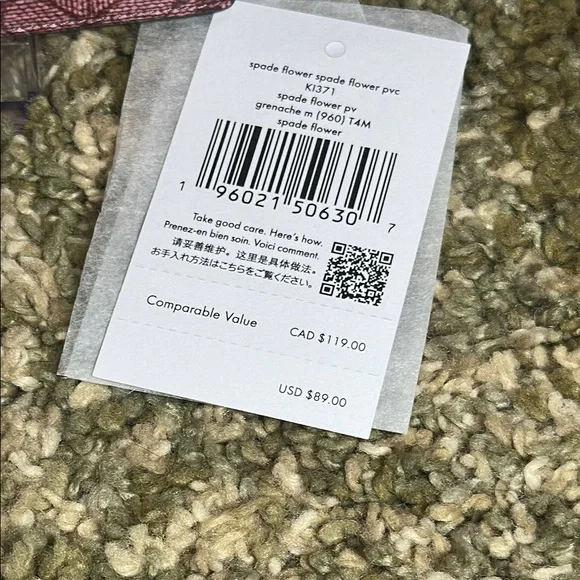 spade flower spade flower pvc
K1371
spade flower pv
grenache m (960) T4M
spade flower
1 96021 50630 7
Take good care. Here's how.
Prenez-en bien soin. Voici comment.
请妥善维护。这里是具体做法。
お手入れ方法はこちらをご覧ください。
Comparable Value CAD $119.00
USD $89.00